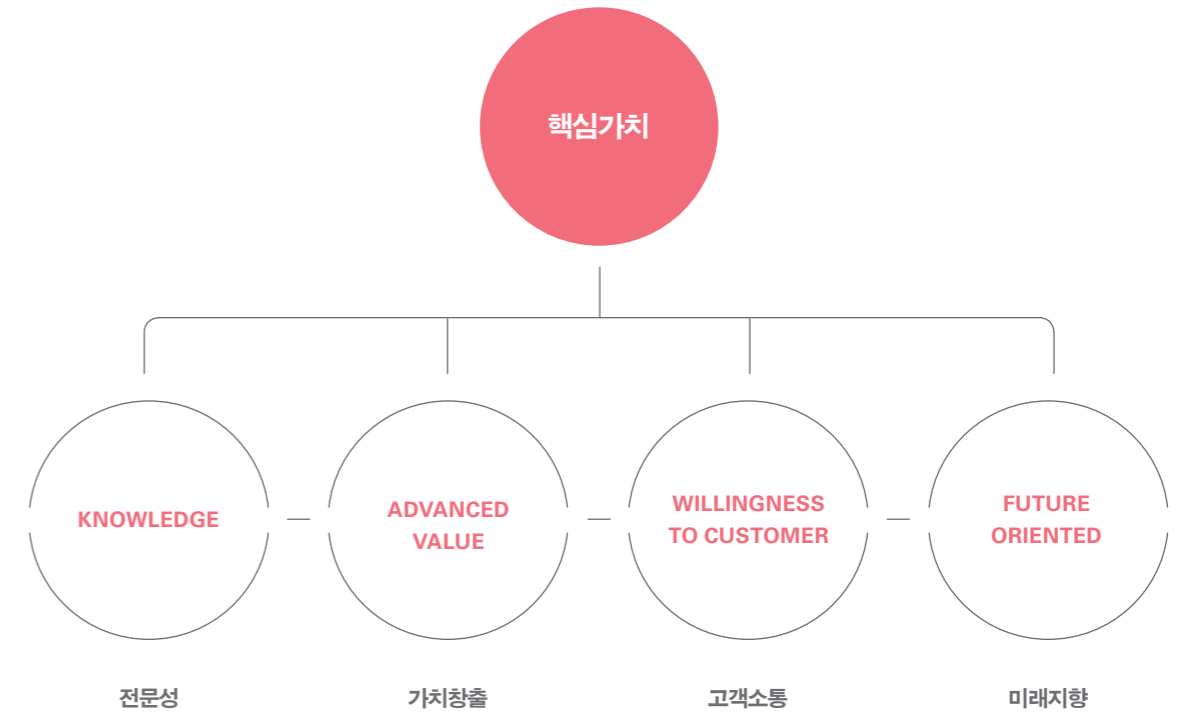 핵심가치
KNOWLEDGE
ADVANCED
VALUE
WILLINGNESS
TO CUSTOMER
FUTURE
ORIENTED
전문성
가치창출
고객소통
미래지향